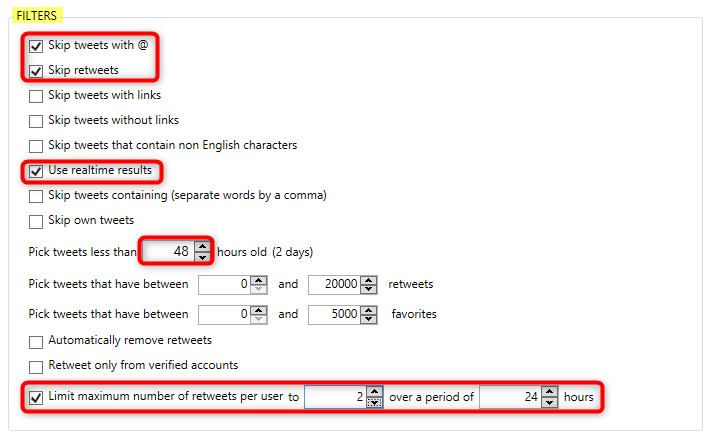 FILTERS
Skip tweets with @
Skip retweets
Skip tweets with links
Skip tweets without links
Skip tweets that contain non English characters
Use realtime results
Skip tweets containing (separate words by a comma)
Skip own tweets
Pick tweets less than 48 hours old (2 days)
Pick tweets that have between 0 and 20000 retweets
Pick tweets that have between 0 and 5000 favorites
Automatically remove retweets
Retweet only from verified accounts
Limit maximum number of retweets per user to 2 over a period of 24 hours